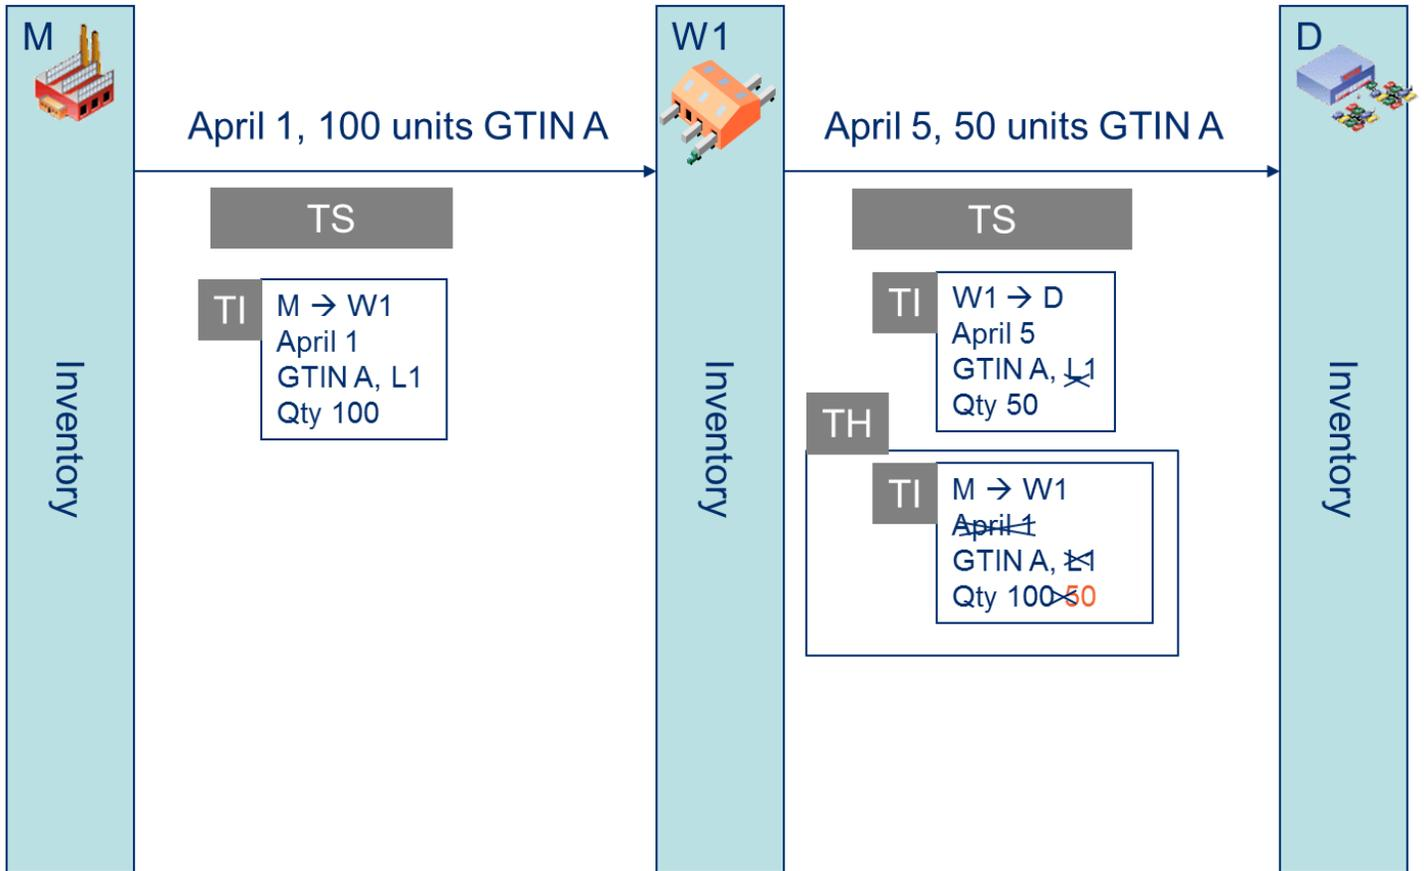 M
W1
D
April 1, 100 units GTIN A
April 5, 50 units GTIN A
TS
TS
TI
M → W1
April 1
GTIN A, L1
Qty 100
TI
W1 → D
April 5
GTIN A, L1
Qty 50
TH
TI
M → W1
April 1
GTIN A, L1
Qty 100 50
Inventory
Inventory
Inventory